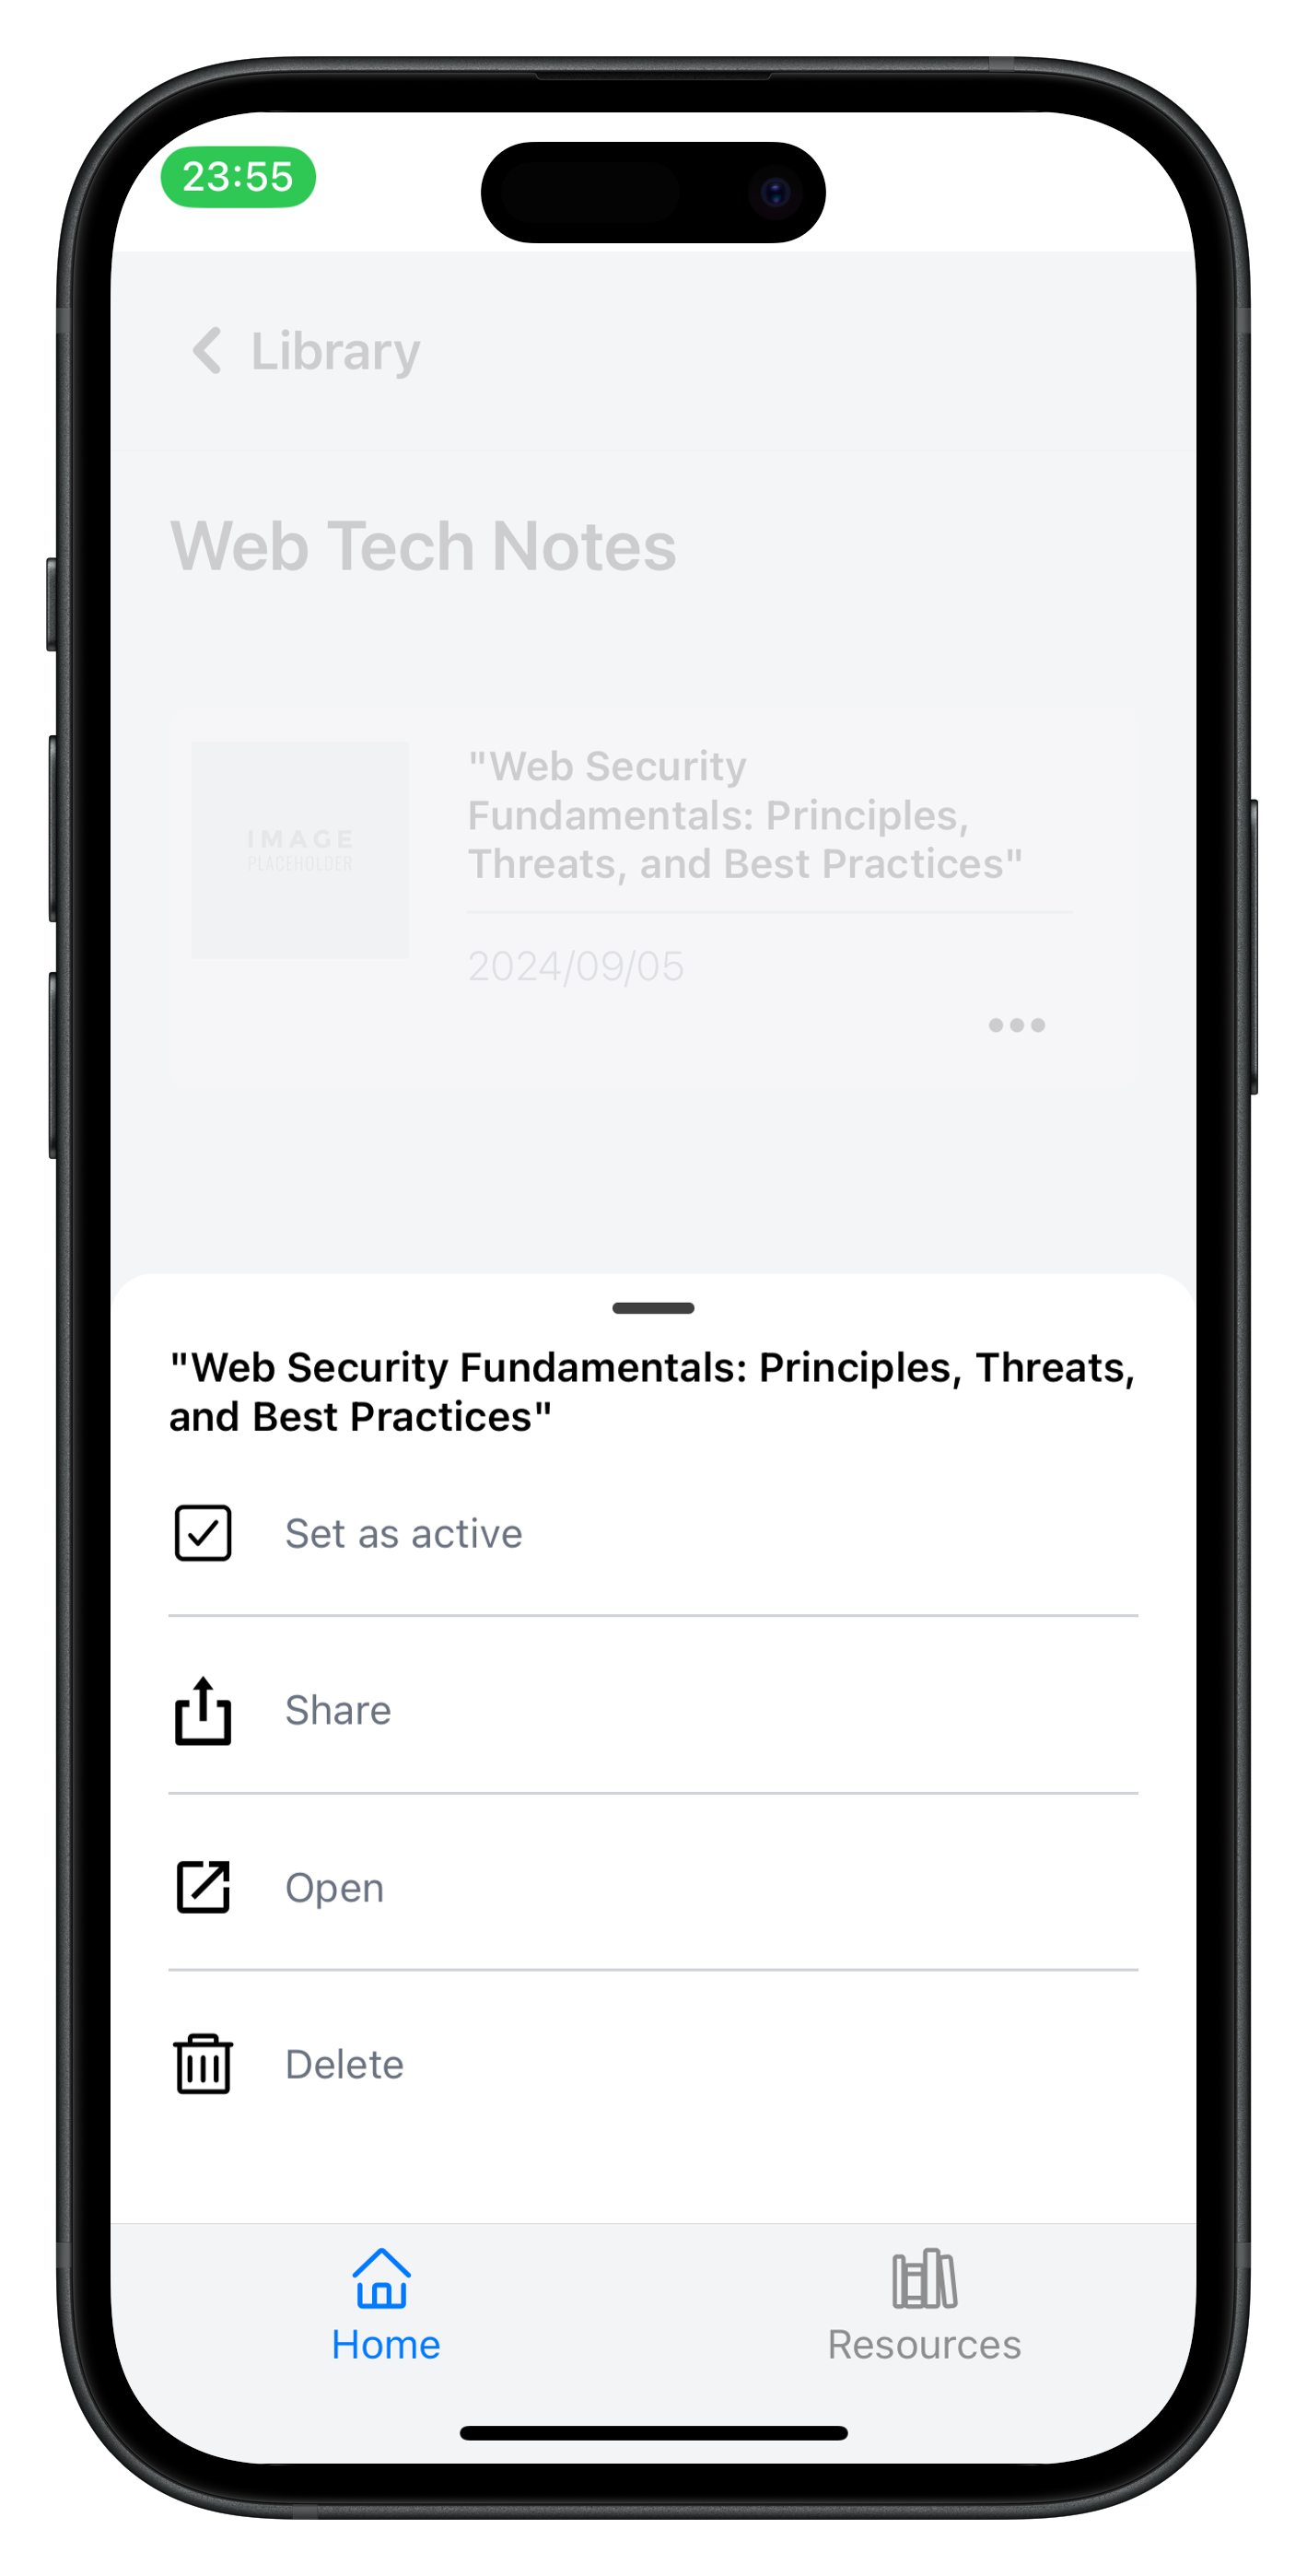 23:55
Library
Web Tech Notes
IMAGE
PLACEHOLDER
"Web Security
Fundamentals: Principles,
Threats, and Best Practices"
2024/09/05
"Web Security Fundamentals: Principles, Threats,
and Best Practices"
Set as active
Share
Open
Delete
Home
Resources